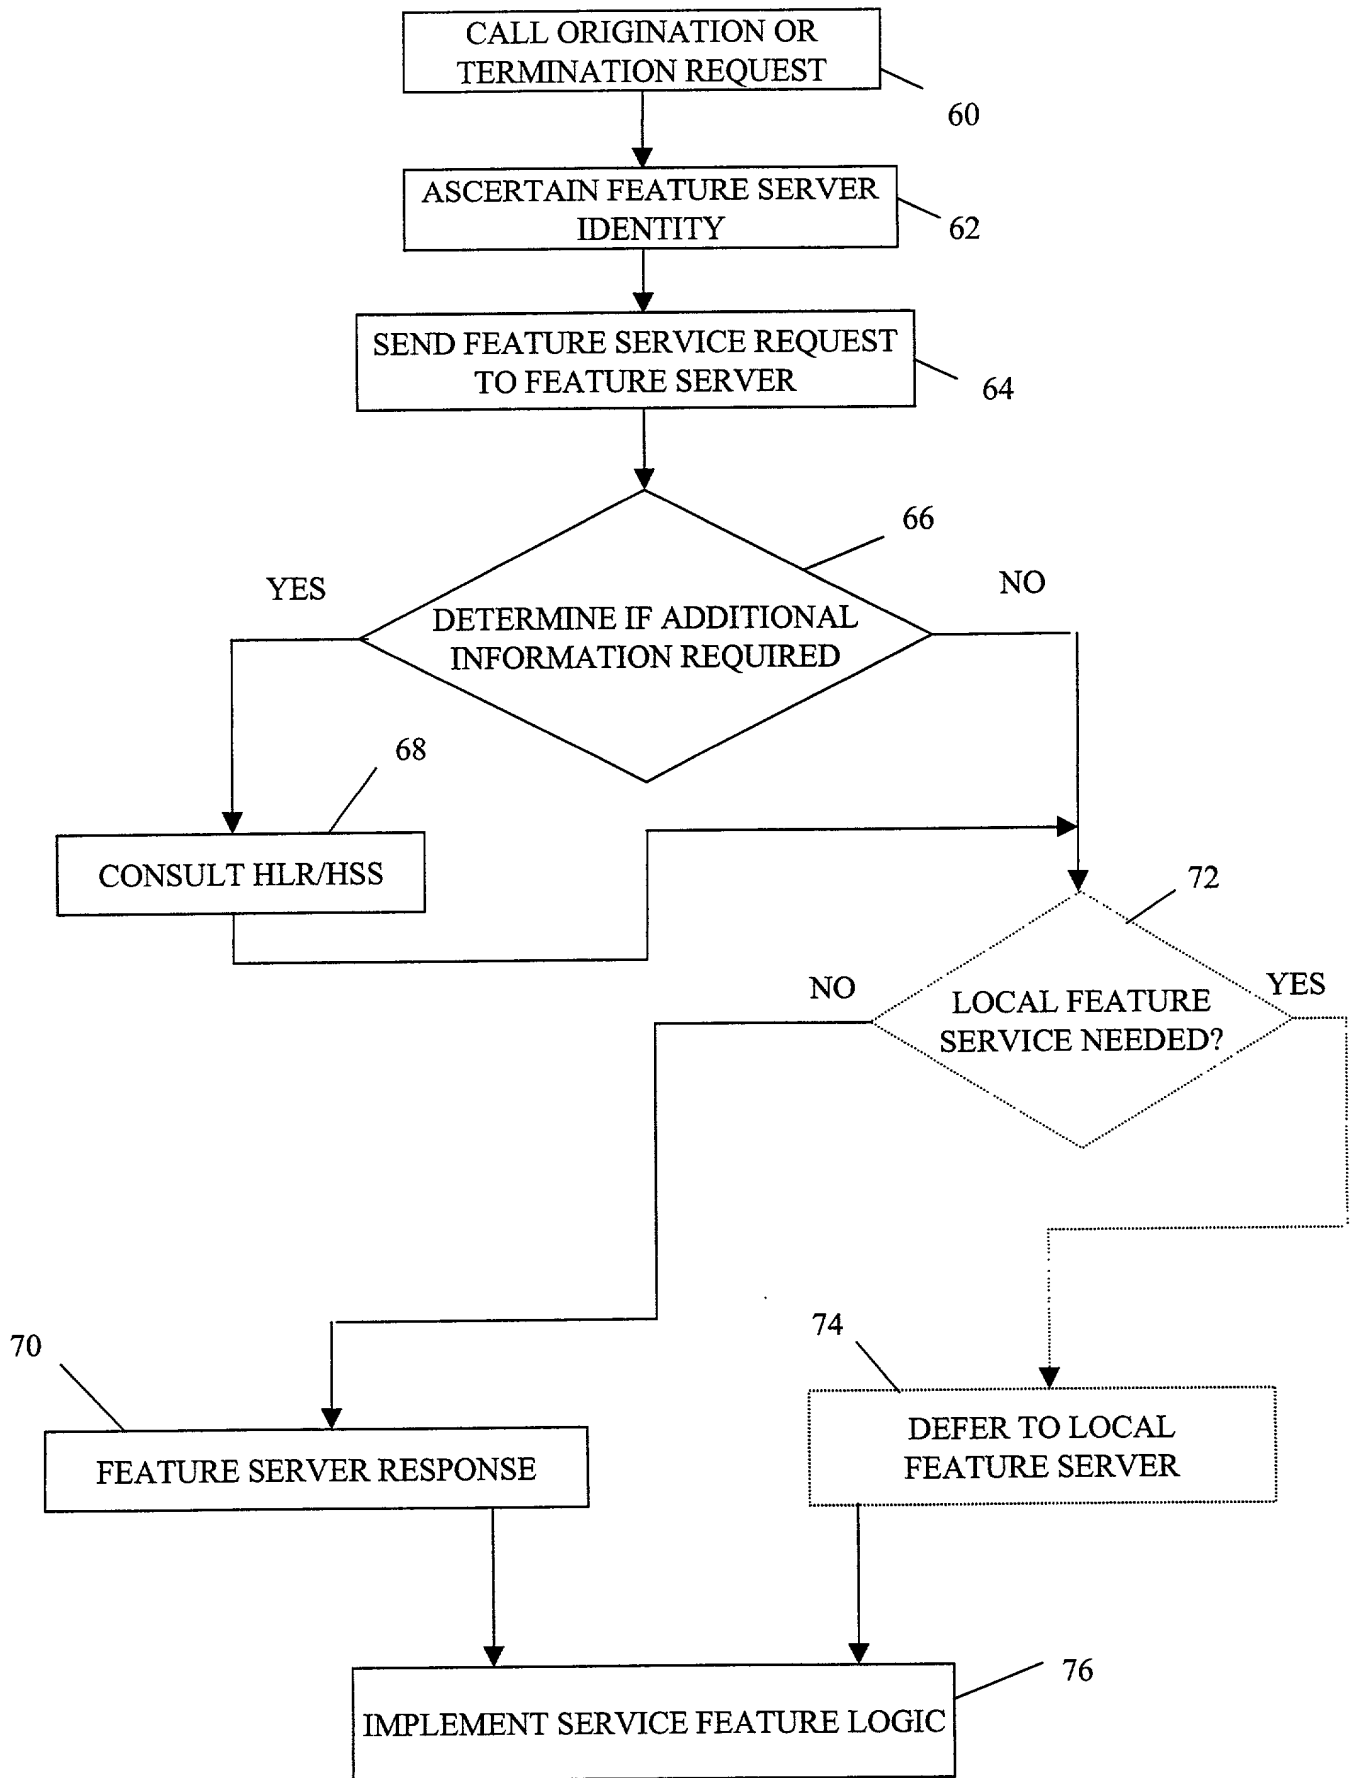 CALL ORIGINATION OR
TERMINATION REQUEST
60
ASCERTAIN FEATURE SERVER
IDENTITY
62
SEND FEATURE SERVICE REQUEST
TO FEATURE SERVER
64
66
YES
NO
DETERMINE IF ADDITIONAL
INFORMATION REQUIRED
68
CONSULT HLR/HSS
72
NO
YES
LOCAL FEATURE
SERVICE NEEDED?
70
74
FEATURE SERVER RESPONSE
DEFER TO LOCAL
FEATURE SERVER
76
IMPLEMENT SERVICE FEATURE LOGIC